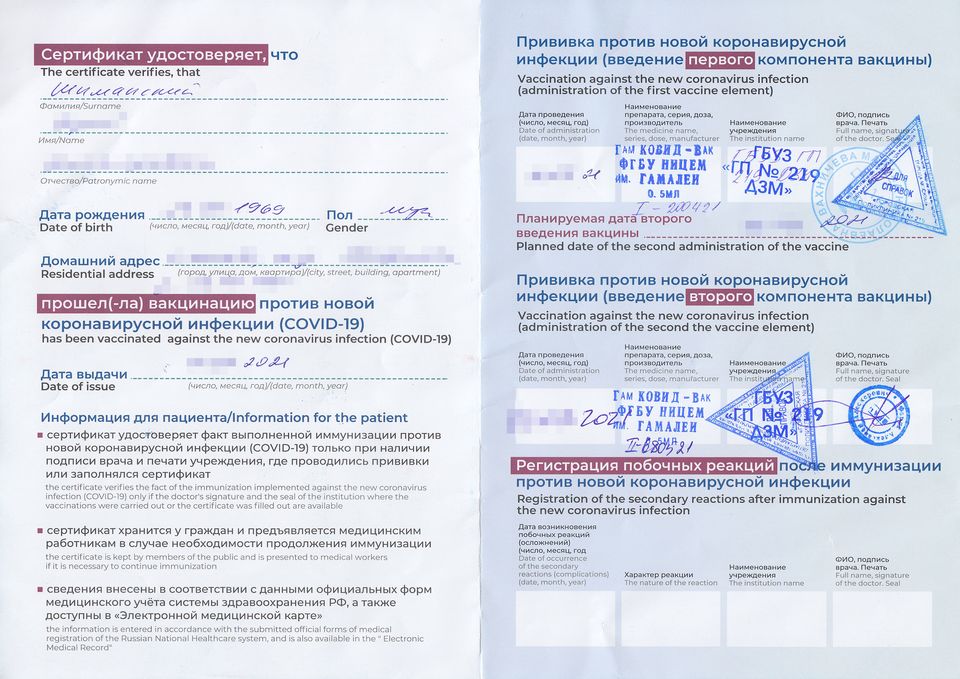 Сертификат удостоверяет, что
The certificate verifies, that
Шиманский
Фамилия/Surname
Имя/Name
Отчество/Patronymic name
Дата рождения 1969 Пол муж
Date of birth (число, месяц, год)/(date, month, year) Gender
Домашний адрес
Residential address (город, улица, дом, квартира)/(city, street, building, apartment)
прошел(-ла) вакцинацию против новой
коронавирусной инфекции (COVID-19)
has been vaccinated against the new coronavirus infection (COVID-19)
Дата выдачи 2021
Date of issue (число, месяц, год)/(date, month, year)
Информация для пациента/Information for the patient
сертификат удостоверяет факт выполненной иммунизации против
новой коронавирусной инфекции (COVID-19) только при наличии
подписи врача и печати учреждения, где проводились прививки
или заполнялся сертификат
the certificate verifies the fact of the immunization implemented against the new coronavirus
infection (COVID-19) only if the doctor's signature and the seal of the institution where the
vaccinations were carried out or the certificate was filled out are available
сертификат хранится у граждан и предъявляется медицинским
работникам в случае необходимости продолжения иммунизации
the certificate is kept by members of the public and is presented to medical workers
if it is necessary to continue immunization
сведения внесены в соответствии с данными официальных форм
медицинского учёта системы здравоохранения РФ, а также
доступны в «Электронной медицинской карте»
the information is entered in accordance with the submitted official forms of medical
registration of the Russian National Healthcare system, and is also available in the " Electronic
Medical Record"
Прививка против новой коронавирусной
инфекции (введение первого компонента вакцины)
Vaccination against the new coronavirus infection
(administration of the first vaccine element)
Дата проведения
(число, месяц, год)
Date of administration
(date, month, year)
Наименование
препарата, серия, доза,
производитель
The medicine name,
series, dose, manufacturer
Наименование
учреждения
The institution name
ФИО, подпись
врача. Печать
Full name, signature
of the doctor. Seal
21
ГАМ КОВИД-ВАК
ФГБУ НИЦЕМ
ИМ. ГАМАЛЕИ
0.5МЛ
I-200421
ГБУЗ
«ГП № 219
ДЗМ»
ДЛЯ
СПРАВОК
Планируемая дата второго
введения вакцины 2021
Planned date of the second administration of the vaccine
Прививка против новой коронавирусной
инфекции (введение второго компонента вакцины)
Vaccination against the new coronavirus infection
(administration of the second the vaccine element)
Дата проведения
(число, месяц, год)
Date of administration
(date, month, year)
Наименование
препарата, серия, доза,
производитель
The medicine name,
series, dose, manufacturer
Наименование
учреждения
The institution name
ФИО, подпись
врача. Печать
Full name, signature
of the doctor. Seal
2021
ГАМ КОВИД-ВАК
ФГБУ НИЦЕМ
ИМ. ГАМАЛЕИ
II-080521
ГБУЗ
«ГП № 219
ДЗМ»
Регистрация побочных реакций после иммунизации
против новой коронавирусной инфекции
Registration of the secondary reactions after immunization against
the new coronavirus infection
Дата возникновения
побочных реакций
(осложнений)
(число, месяц, год
Date of occurrence
of the secondary
reactions (complications)
(date, month, year)
Характер реакции
The nature of the reaction
Наименование
учреждения
The institution name
ФИО, подпись
врача. Печать
Full name, signature
of the doctor. Seal